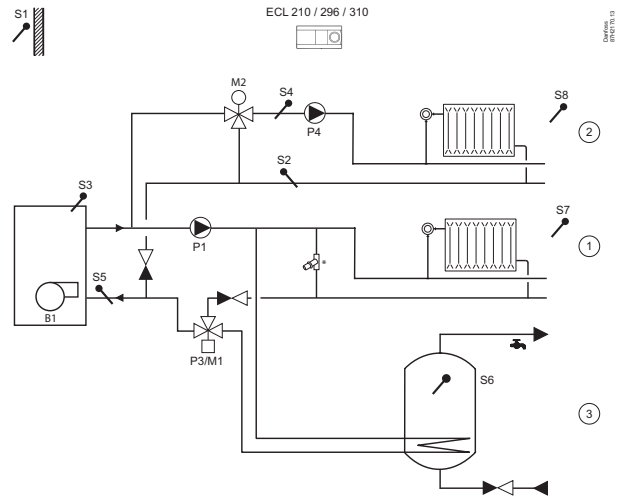 ECL 210 / 296 / 310
S1
Danfoss
87H2170.13
M2
S4
P4
S8
2
S2
S3
S7
P1
1
S5
*
B1
P3/M1
S6
3